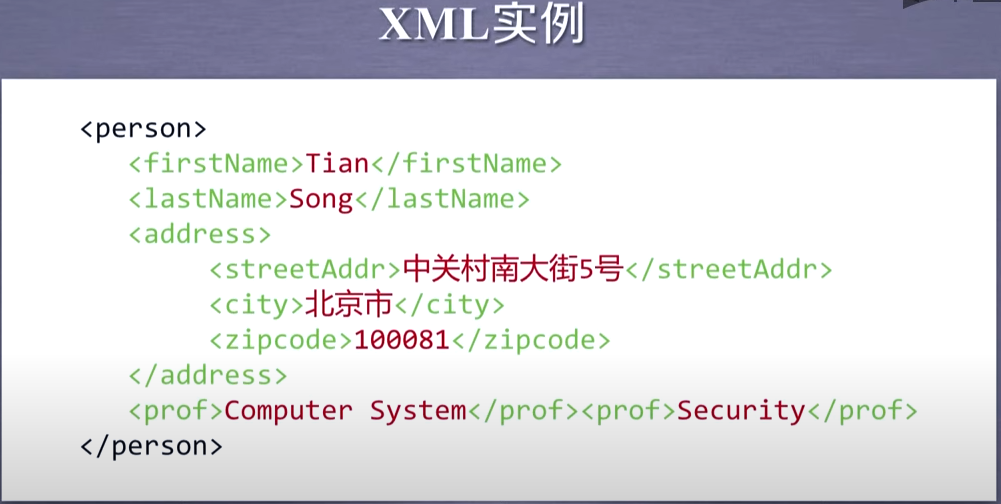 XML实例
<person>
<firstName>Tian</firstName>
<lastName>Song</lastName>
<address>
<streetAddr>中关村南大街5号</streetAddr>
<city>北京市</city>
<zipcode>100081</zipcode>
</address>
<prof>Computer System</prof><prof>Security</prof>
</person>